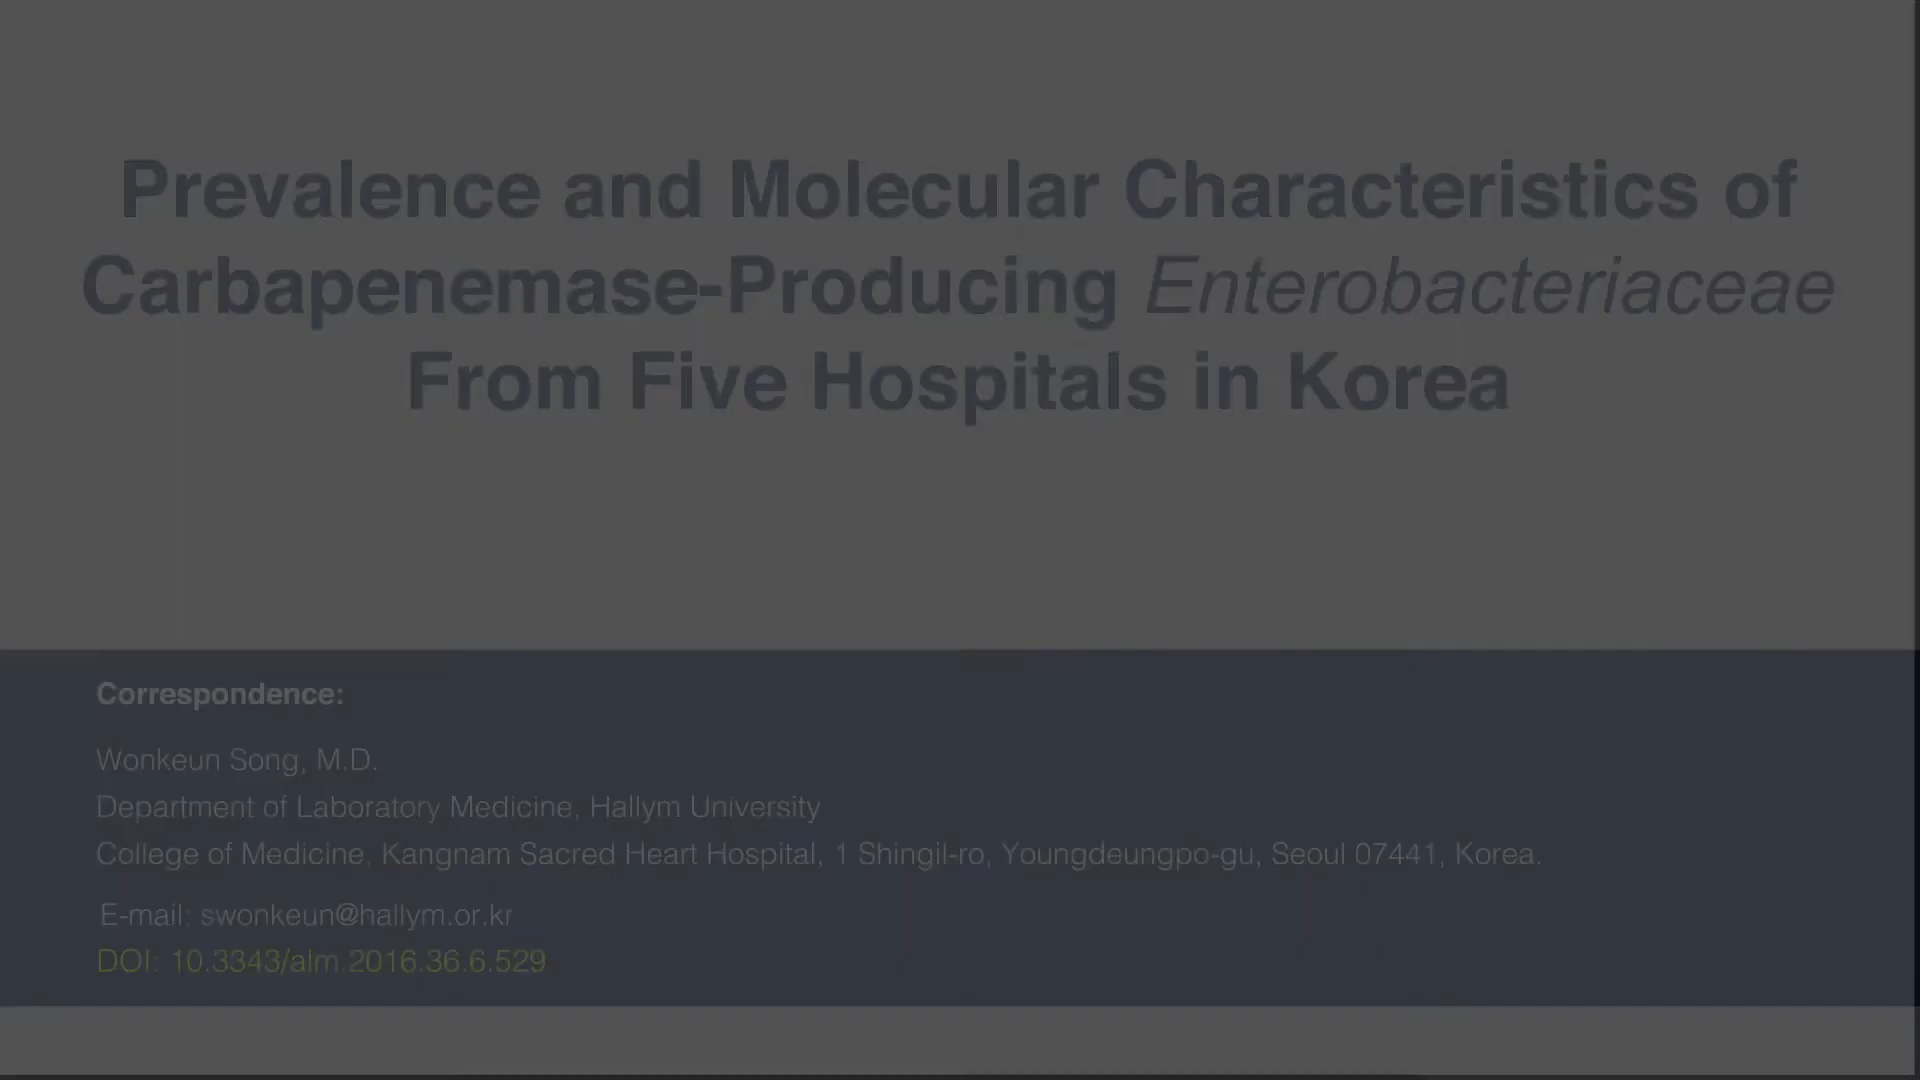 Prevalence and Molecular Characteristics of
Carbapenemase-Producing Enterobacteriaceae
From Five Hospitals in Korea
Correspondence:
Wonkeun Song, M.D.
Department of Laboratory Medicine, Hallym University
College of Medicine, Kangnam Sacred Heart Hospital, 1 Shingil-ro, Youngdeungpo-gu, Seoul 07441, Korea.
E-mail: swonkeun@hallym.or.kr
DOI: 10.3343/alm.2016.36.6.529